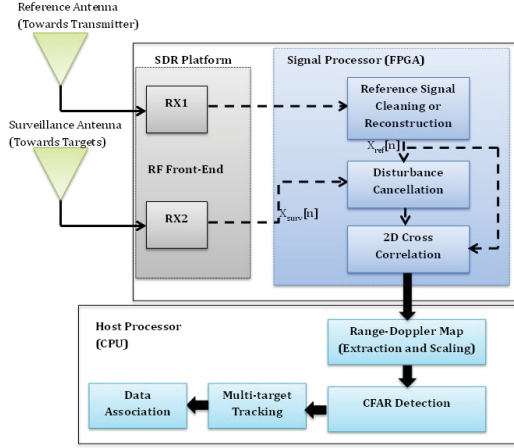 Reference Antenna
(Towards Transmitter)
SDR Platform
Signal Processor (FPGA)
RX1
Reference Signal
Cleaning or
Reconstruction
Surveillance Antenna
(Towards Targets)
X_ref[n]
RF Front-End
Disturbance
Cancellation
RX2
X_surv[n]
2D Cross
Correlation
Host Processor
(CPU)
Range-Doppler Map
(Extraction and Scaling)
Data
Association
Multi-target
Tracking
CFAR Detection